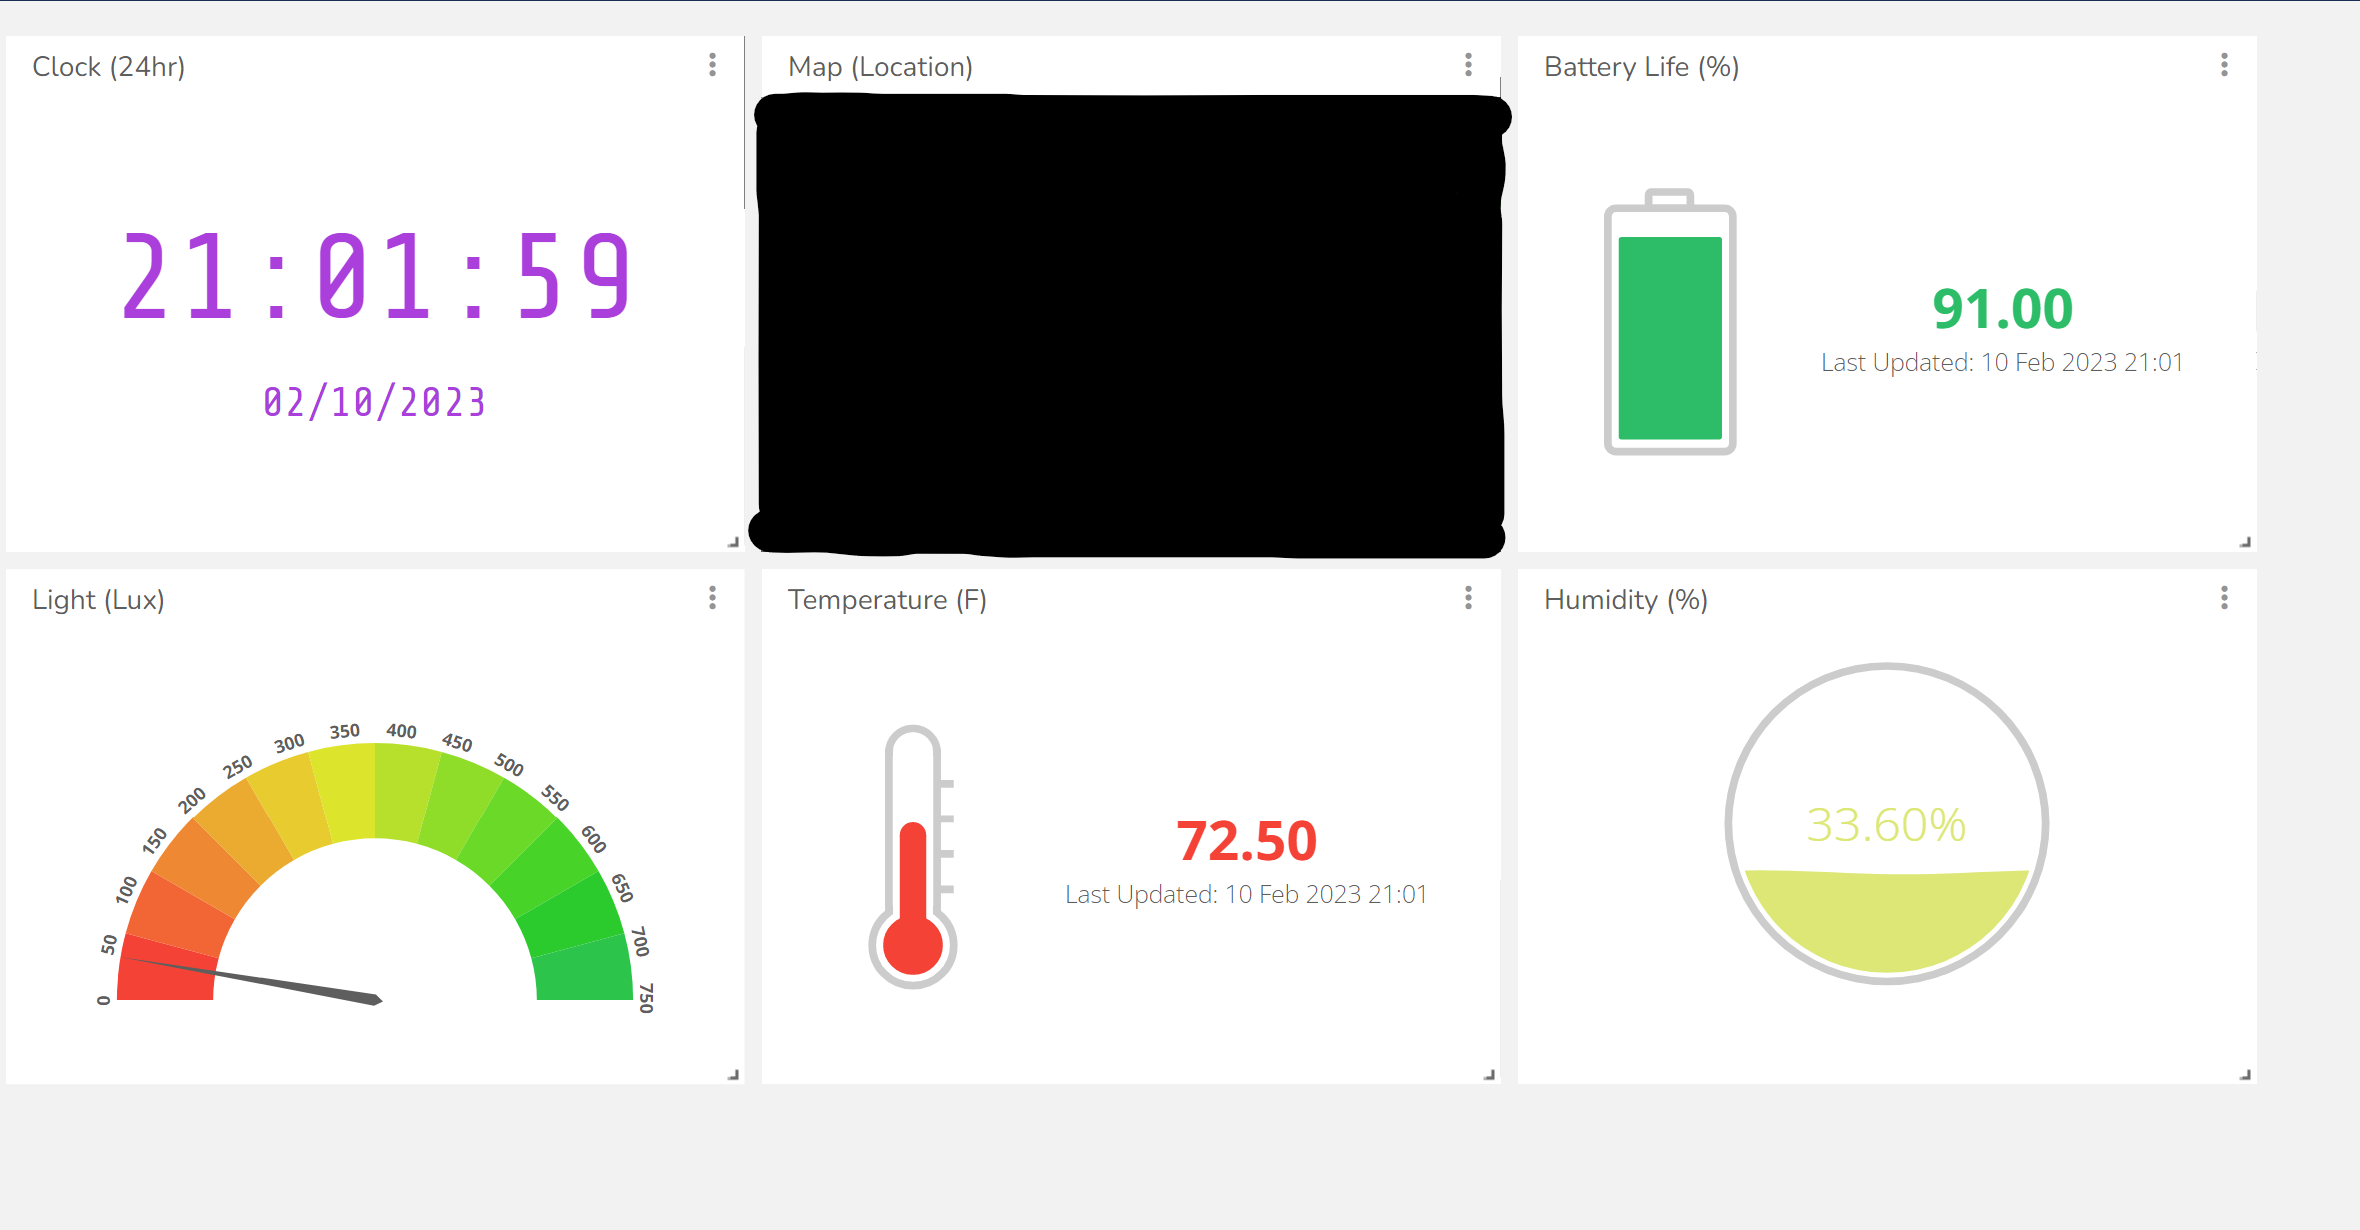 Clock (24hr)
21:01:59
02/10/2023
Map (Location)
Battery Life (%)
91.00
Last Updated: 10 Feb 2023 21:01
Light (Lux)
0
50
100
150
200
250
300
350
400
450
500
550
600
650
700
750
Temperature (F)
72.50
Last Updated: 10 Feb 2023 21:01
Humidity (%)
33.60%